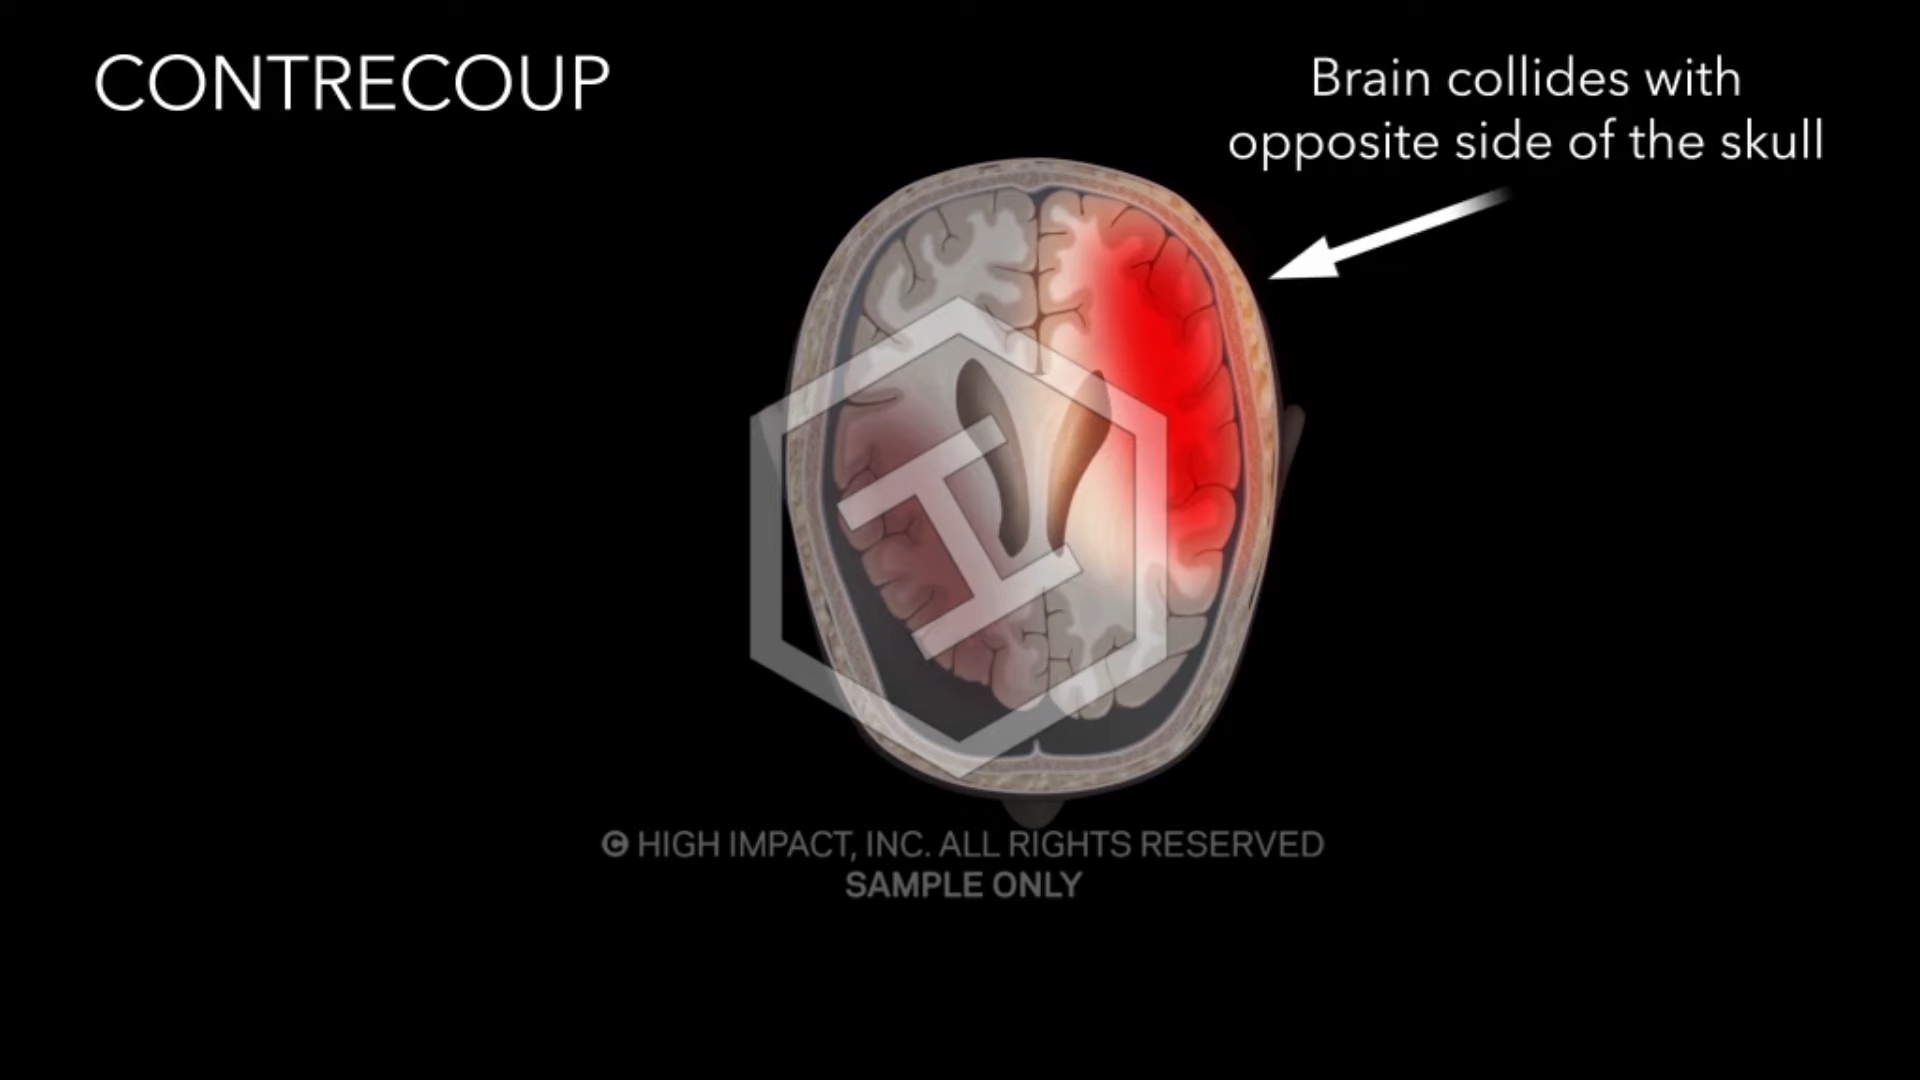 CONTRECOUP
Brain collides with
opposite side of the skull
H
© HIGH IMPACT, INC. ALL RIGHTS RESERVED
SAMPLE ONLY